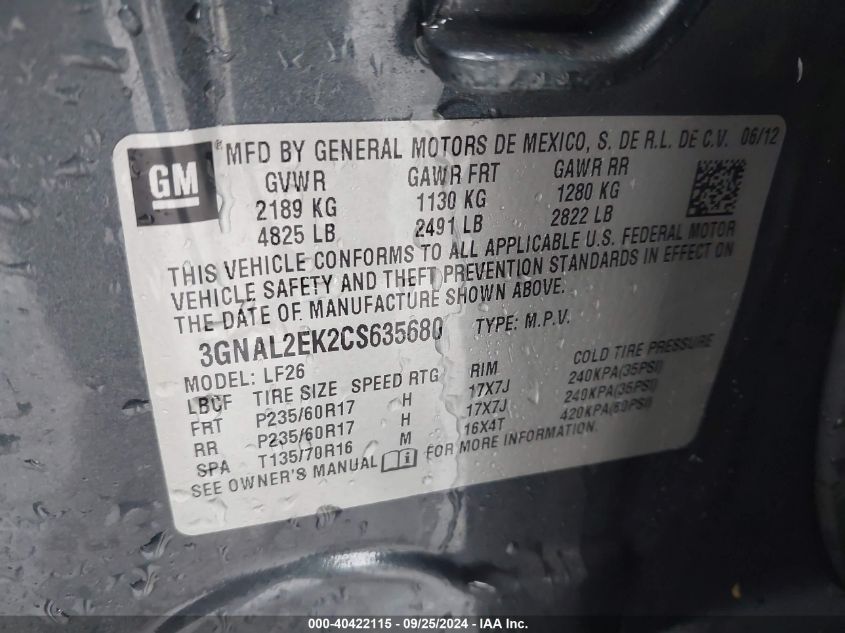 GM
® MFD BY GENERAL MOTORS DE MEXICO, S. DE R.L. DE C.V. 06/12
GVWR GAWR FRT GAWR RR
2189 KG 1130 KG 1280 KG
4825 LB 2491 LB 2822 LB
THIS VEHICLE CONFORMS TO ALL APPLICABLE U.S. FEDERAL MOTOR
VEHICLE SAFETY AND THEFT PREVENTION STANDARDS IN EFFECT ON
THE DATE OF MANUFACTURE SHOWN ABOVE.
3GNAL2EK2CS635680 TYPE: M.P.V.
MODEL: LF26
LBCF TIRE SIZE SPEED RTG RIM COLD TIRE PRESSURE
FRT P235/60R17 H 17X7J 240KPA(35PSI)
RR P235/60R17 H 17X7J 240KPA(35PSI)
SPA T135/70R16 M 16X4T 420KPA(60PSI)
SEE OWNER'S MANUAL FOR MORE INFORMATION.
000-40422115 - 09/25/2024 - Copyright © 2024 IAA, Inc.